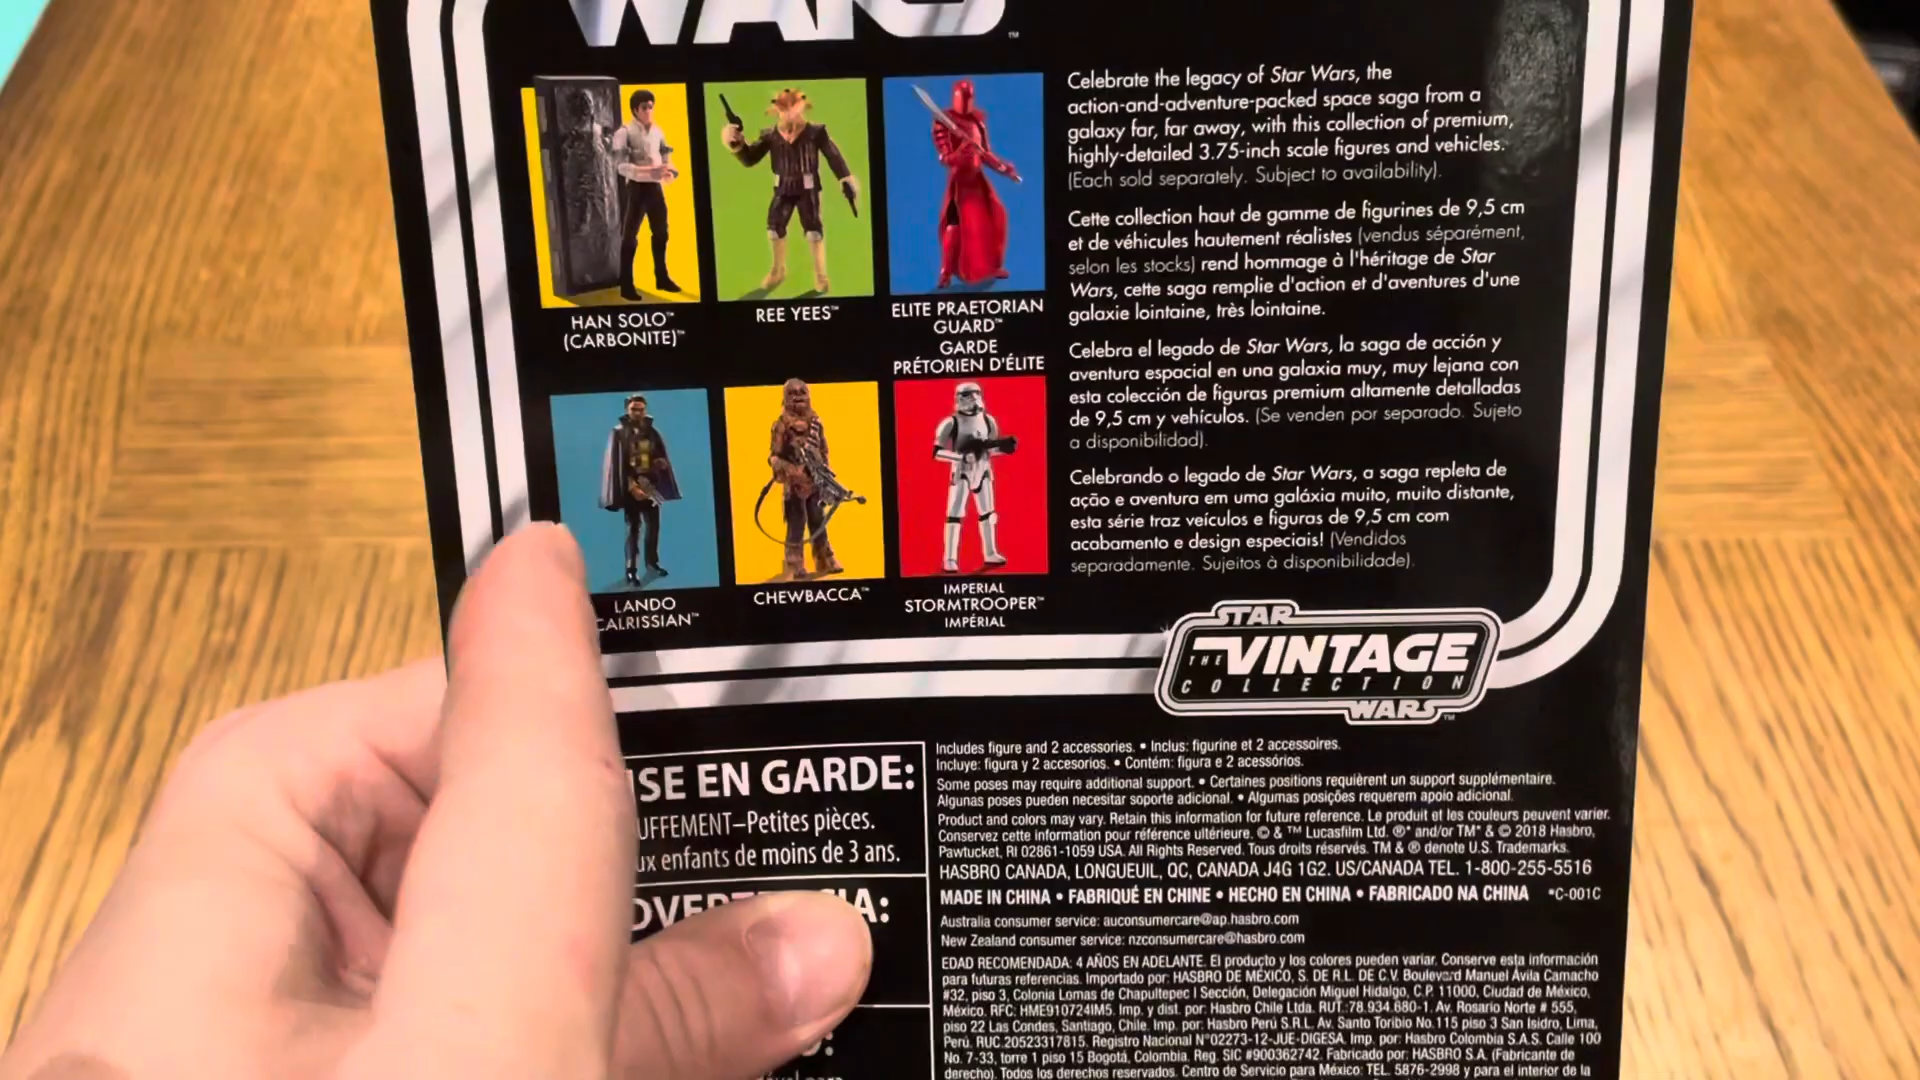 WARS™
HAN SOLO™
(CARBONITE)™
REE YEES™
ELITE PRAETORIAN
GUARD™
GARDE
PRÉTORIEN D'ÉLITE
LANDO
CALRISSIAN™
CHEWBACCA™
IMPERIAL
STORMTROOPER™
IMPÉRIAL
Celebrate the legacy of Star Wars, the
action-and-adventure-packed space saga from a
galaxy far, far away, with this collection of premium,
highly-detailed 3.75-inch scale figures and vehicles.
(Each sold separately. Subject to availability).
Cette collection haut de gamme de figurines de 9,5 cm
et de véhicules hautement réalistes (vendus séparément,
selon les stocks) rend hommage à l'héritage de Star
Wars, cette saga remplie d'action et d'aventures d'une
galaxie lointaine, très lointaine.
Celebra el legado de Star Wars, la saga de acción y
aventura espacial en una galaxia muy, muy lejana con
esta colección de figuras premium altamente detalladas
de 9,5 cm y vehículos. (Se venden por separado. Sujeto
a disponibilidad).
Celebrando o legado de Star Wars, a saga repleta de
ação e aventura em uma galáxia muito, muito distante,
esta série traz veículos e figuras de 9,5 cm com
acabamento e design especiais! (Vendidos
separadamente. Sujeitos à disponibilidade).
STAR
THE VINTAGE
COLLECTION
WARS™
ISE EN GARDE:
UFFEMENT–Petites pièces.
ux enfants de moins de 3 ans.
Includes figure and 2 accessories. • Inclus: figurine et 2 accessoires.
Incluye: figura y 2 accesorios. • Contém: figura e 2 acessórios.
Some poses may require additional support. • Certaines positions requièrent un support supplémentaire.
Algunas poses pueden necesitar soporte adicional. • Algumas posições requerem apoio adicional.
Product and colors may vary. Retain this information for future reference. Le produit et les couleurs peuvent varier.
Conservez cette information pour référence ultérieure. © & ™ Lucasfilm Ltd. ®* and/or TM* & © 2018 Hasbro,
Pawtucket, RI 02861-1059 USA. All Rights Reserved. Tous droits réservés. TM & ® denote U.S. Trademarks.
HASBRO CANADA, LONGUEUIL, QC, CANADA J4G 1G2. US/CANADA TEL. 1-800-255-5516
MADE IN CHINA • FABRIQUÉ EN CHINE • HECHO EN CHINA • FABRICADO NA CHINA *C-001C
Australia consumer service: auconsumercare@ap.hasbro.com
New Zealand consumer service: nzconsumercare@hasbro.com
EDAD RECOMENDADA: 4 AÑOS EN ADELANTE. El producto y los colores pueden variar. Conserve esta información
para futuras referencias. Importado por: HASBRO DE MÉXICO, S. DE R.L. DE C.V. Boulevard Manuel Ávila Camacho
#32, piso 3, Colonia Lomas de Chapultepec I Sección, Delegación Miguel Hidalgo, C.P. 11000, Ciudad de México,
México. RFC: HME910724IM5. Imp. y dist. por: Hasbro Chile Ltda. RUT.:78.934.680-1. Av. Rosario Norte # 555,
piso 22 Las Condes, Santiago, Chile. Imp. por: Hasbro Perú S.R.L. Av. Santo Toribio No.115 piso 3 San Isidro, Lima,
Perú. RUC.20523317815. Registro Nacional N°02273-12-JUE-DIGESA. Imp. por: Hasbro Colombia S.A.S. Calle 100
No. 7-33, torre 1 piso 15 Bogotá, Colombia. Reg. SIC #900362742. Fabricado por: HASBRO S.A. (Fabricante de
derecho). Todos los derechos reservados. Centro de Servicio para México: TEL. 5876-2998 y para el interior de la